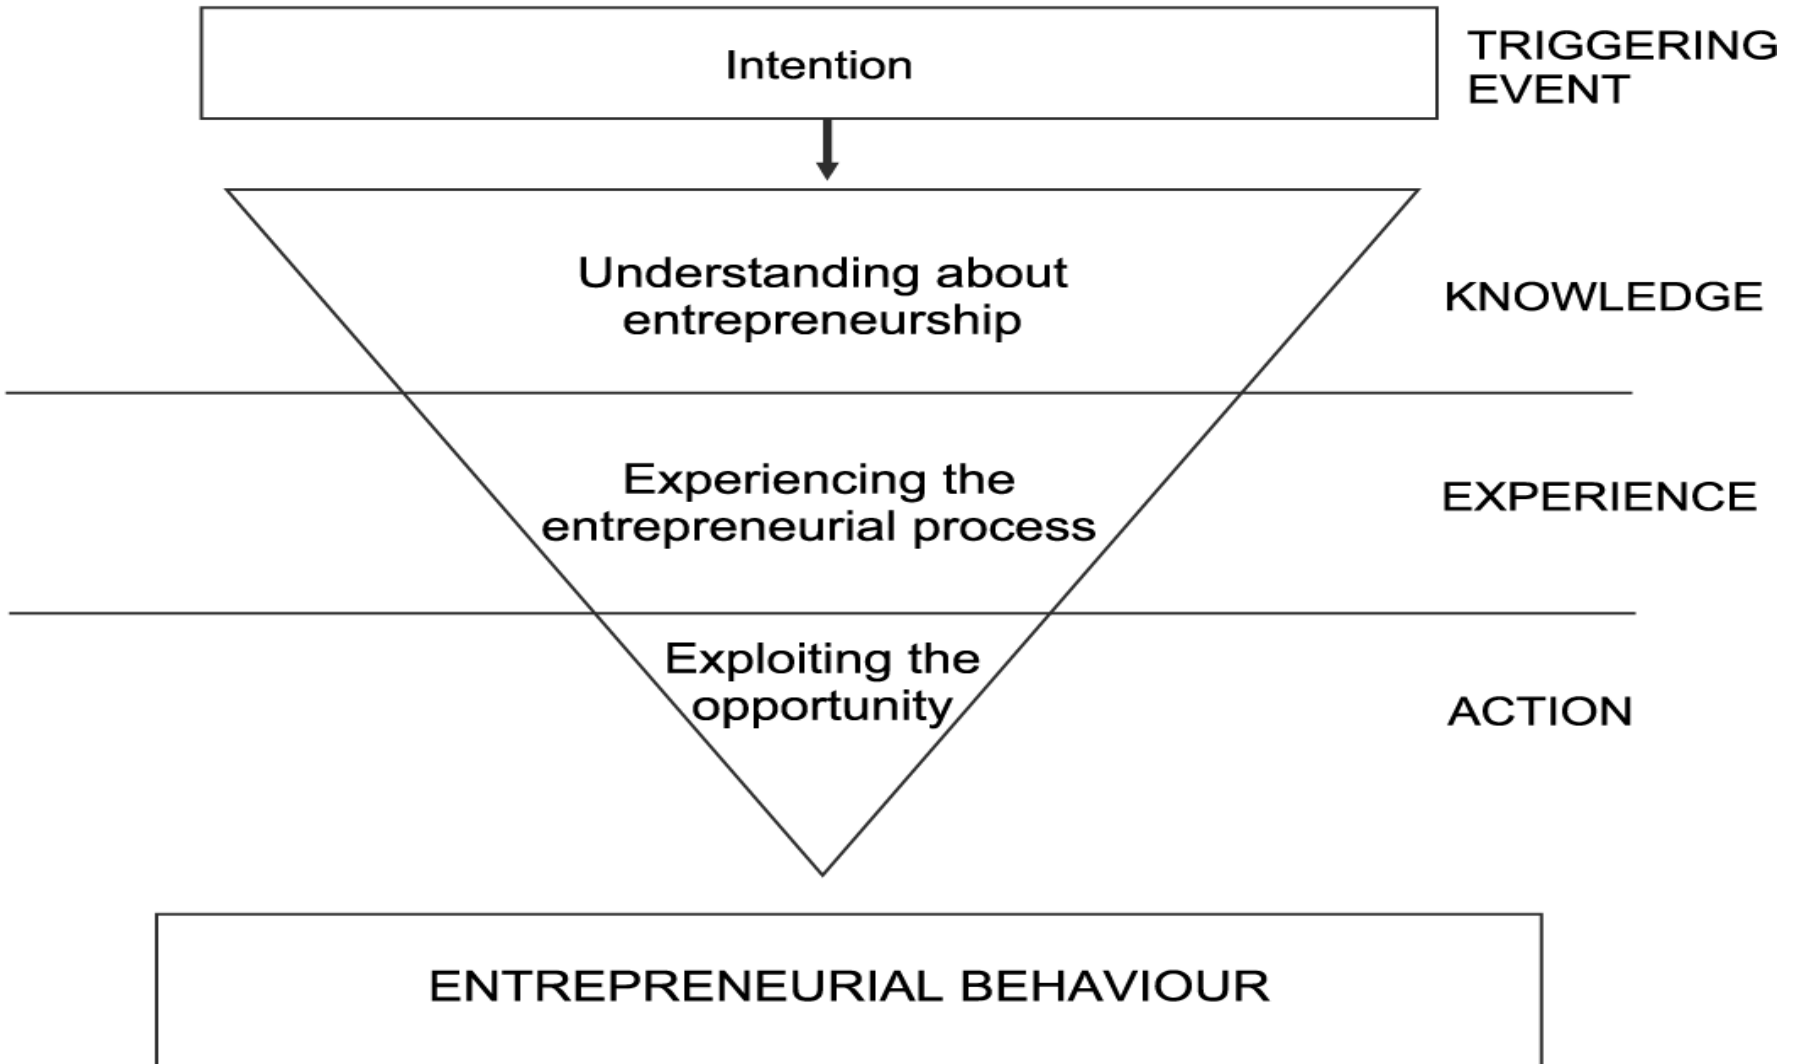 Intention
TRIGGERING
EVENT
Understanding about
entrepreneurship
KNOWLEDGE
Experiencing the
entrepreneurial process
EXPERIENCE
Exploiting the
opportunity
ACTION
ENTREPRENEURIAL BEHAVIOUR